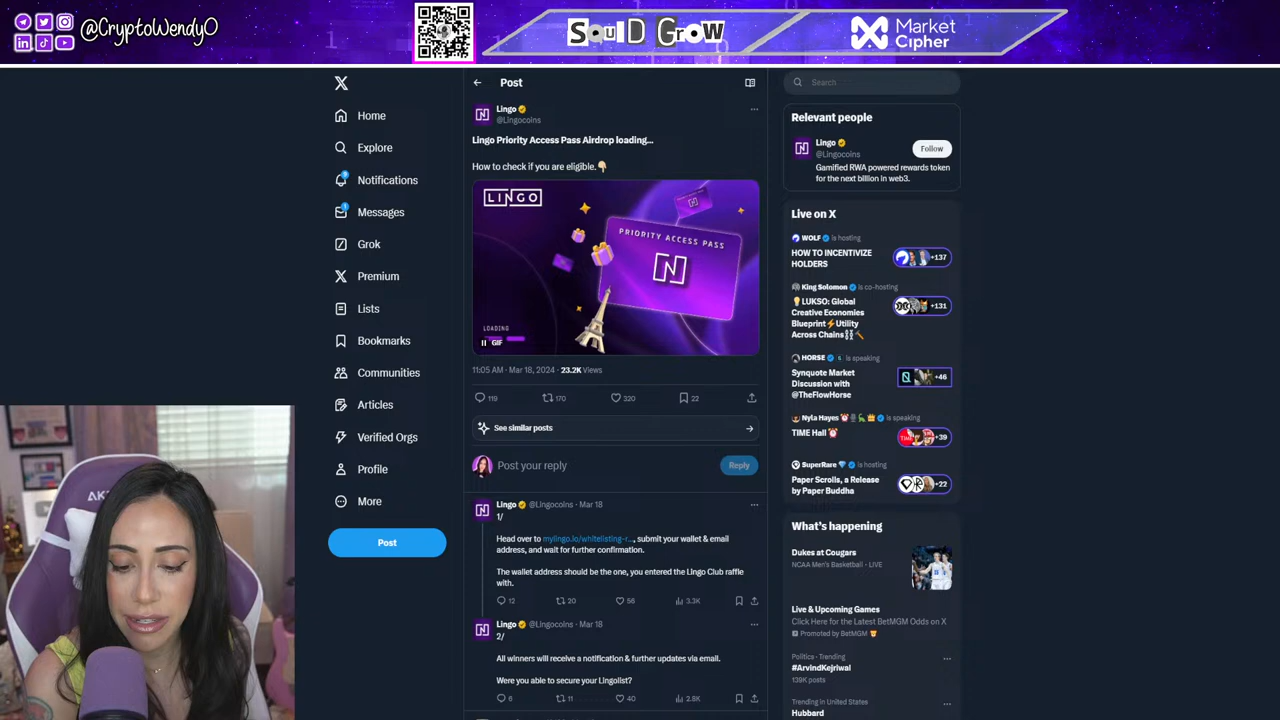 @CryptoWendyO
SquiD Grow
Market
Cipher
Post
Search
Lingo
@Lingocoins
Lingo Priority Access Pass Airdrop loading...
How to check if you are eligible.👇🏻
LINGO
PRIORITY ACCESS PASS
LOADING
GIF
11:05 AM · Mar 18, 2024 · 23.2K Views
119
170
320
22
See similar posts
Post your reply
Reply
Lingo @Lingocoins · Mar 18
1/
Head over to mylingo.io/whitelisting-r..., submit your wallet & email
address, and wait for further confirmation.
The wallet address should be the one, you entered the Lingo Club raffle
with.
12
20
56
3.3K
Lingo @Lingocoins · Mar 18
2/
All winners will receive a notification & further updates via email.
Were you able to secure your Lingolist?
6
11
40
2.8K
Home
Explore
Notifications
Messages
Grok
Premium
Lists
Bookmarks
Communities
Articles
Verified Orgs
Profile
More
Post
Relevant people
Lingo
@Lingocoins
Follow
Gamified RWA powered rewards token
for the next billion in web3.
Live on X
WOLF is hosting
HOW TO INCENTIVIZE
HOLDERS
+137
King Solomon is co-hosting
💡LUKSO: Global
Creative Economies
Blueprint⚡Utility
Across Chains⛓🔨
+131
HORSE is speaking
Synquote Market
Discussion with
@TheFlowHorse
+46
Nyla Hayes is speaking
TIME Hall⏰
+39
SuperRare is hosting
Paper Scrolls, a Release
by Paper Buddha
+22
What's happening
Dukes at Cougars
NCAA Men's Basketball · LIVE
Live & Upcoming Games
Click Here for the Latest BetMGM Odds on X
Promoted by BetMGM
Politics · Trending
#ArvindKejriwal
139K posts
Trending in United States
Hubbard